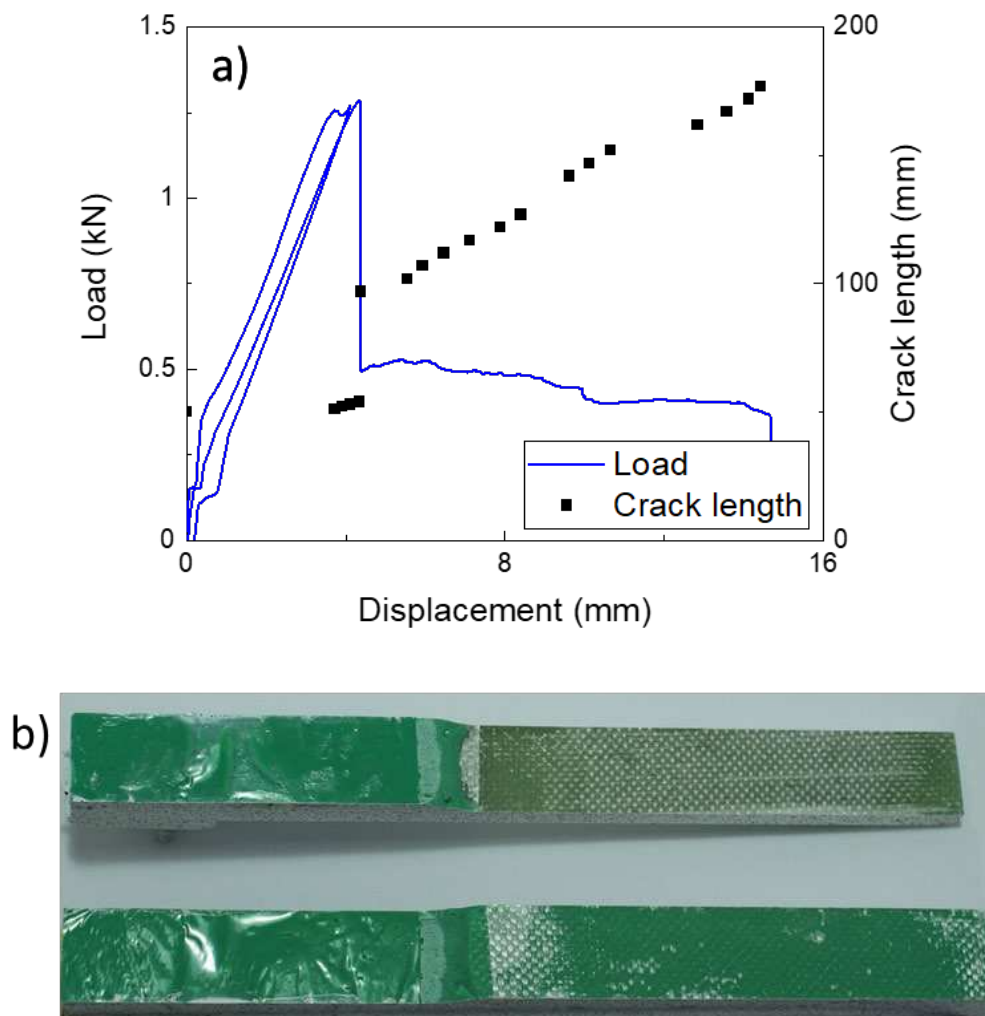 a)
1.5
1
0.5
0
Load (kN)
200
100
0
Crack length (mm)
0
8
16
Displacement (mm)
Load
Crack length
b)